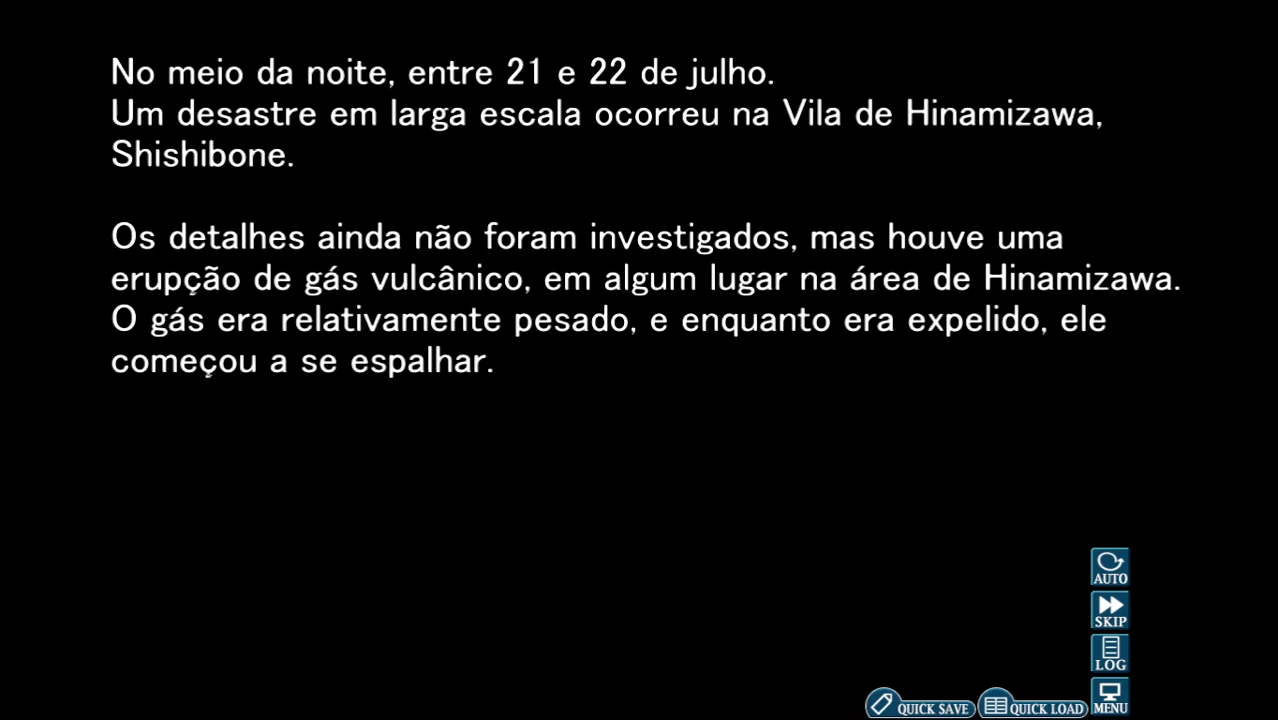 No meio da noite, entre 21 e 22 de julho.
Um desastre em larga escala ocorreu na Vila de Hinamizawa,
Shishibone.
Os detalhes ainda não foram investigados, mas houve uma
erupção de gás vulcânico, em algum lugar na área de Hinamizawa.
O gás era relativamente pesado, e enquanto era expelido, ele
começou a se espalhar.
AUTO
SKIP
LOG
QUICK SAVE
QUICK LOAD
MENU